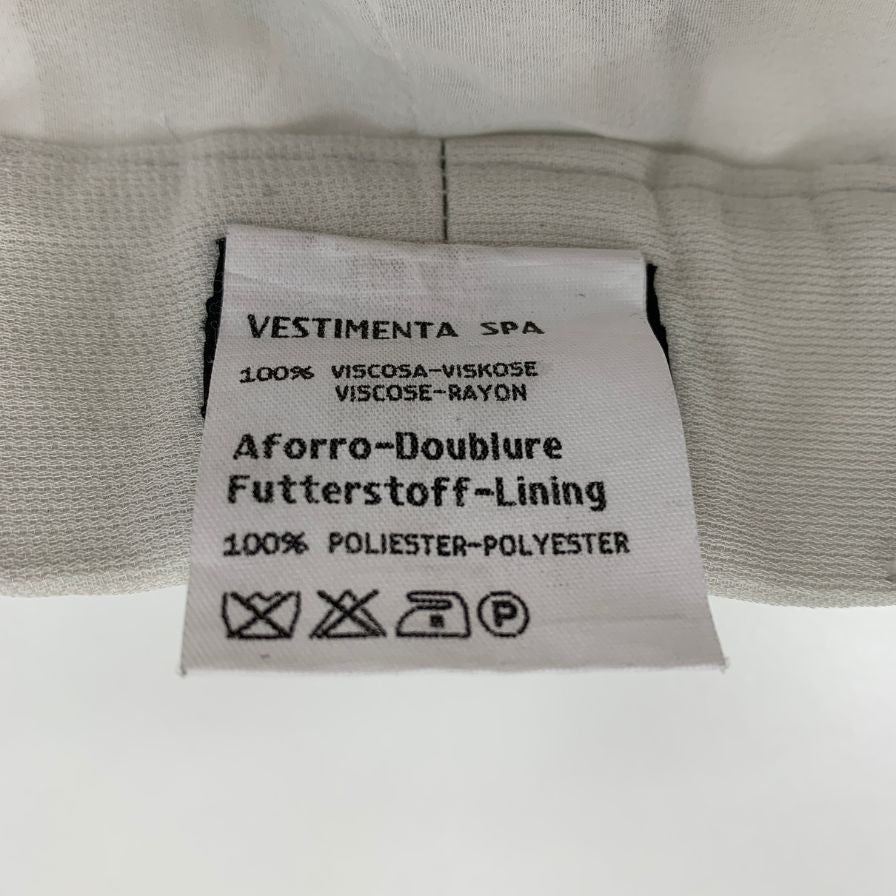 VESTIMENTA SPA
100% VISCOSA-VISKOSE
VISCOSE-RAYON
Aforro-Doublure
Futterstoff-Lining
100% POLIESTER-POLYESTER
P